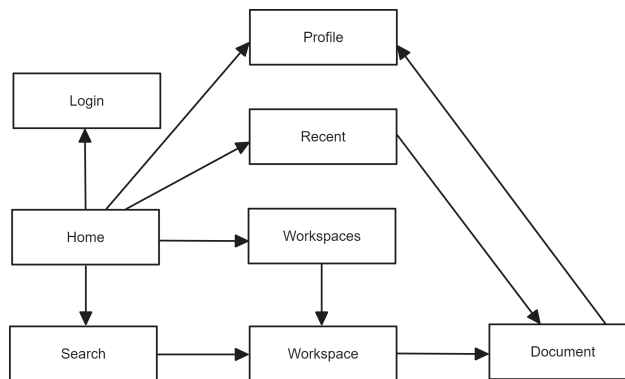 Profile
Login
Recent
Home
Workspaces
Search
Workspace
Document